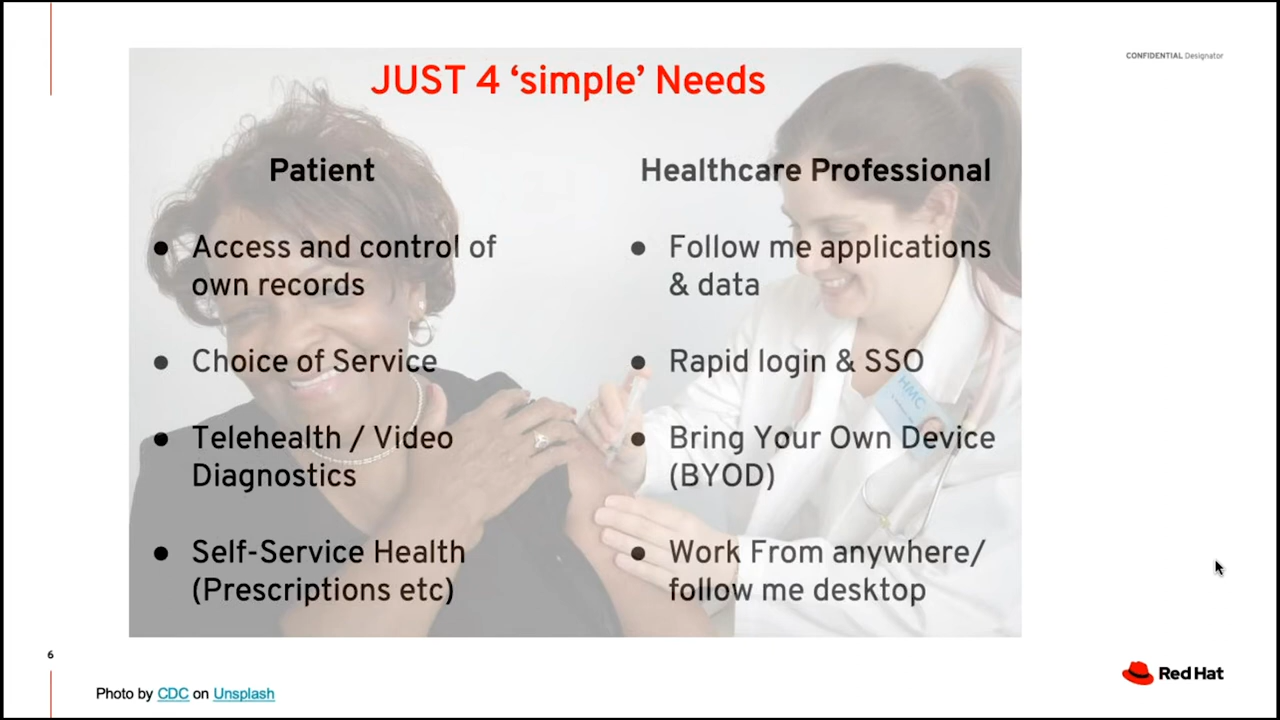 CONFIDENTIAL Designator
JUST 4 ‘simple’ Needs
Patient
Access and control of
own records
Choice of Service
Telehealth / Video
Diagnostics
Self-Service Health
(Prescriptions etc)
Healthcare Professional
Follow me applications
& data
Rapid login & SSO
Bring Your Own Device
(BYOD)
Work From anywhere/
follow me desktop
HMC
6
Photo by CDC on Unsplash
Red Hat